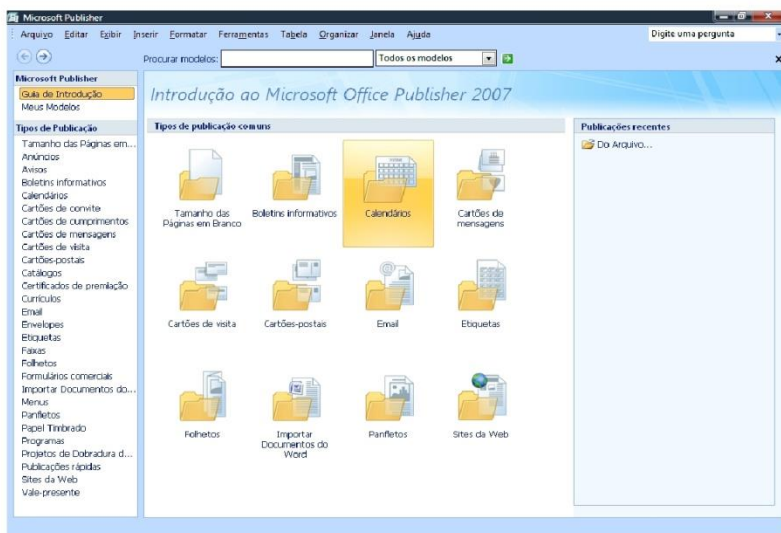 Microsoft Publisher
Arquivo Editar Exibir Inserir Formatar Ferramentas Tabela Organizar Janela Ajuda
Digite uma pergunta
Procurar modelos:
Todos os modelos
Microsoft Publisher
Guia de Introdução
Meus Modelos
Tipos de Publicação
Tamanho das Páginas em...
Anúncios
Avisos
Boletins informativos
Calendários
Cartões de convite
Cartões de cumprimentos
Cartões de mensagens
Cartões de visita
Cartões-postais
Catálogos
Certificados de premiação
Currículos
Email
Envelopes
Etiquetas
Faixas
Folhetos
Formulários comerciais
Importar Documentos do...
Menus
Panfletos
Papel Timbrado
Programas
Projetos de Dobradura d...
Publicações rápidas
Sites da Web
Vale-presente
Introdução ao Microsoft Office Publisher 2007
Tipos de publicação comuns
Tamanho das
Páginas em Branco
Boletins informativos
Calendários
Cartões de
mensagens
Cartões de visita
Cartões-postais
Email
Etiquetas
Folhetos
Importar
Documentos do
Word
Panfletos
Sites da Web
Publicações recentes
Do Arquivo...